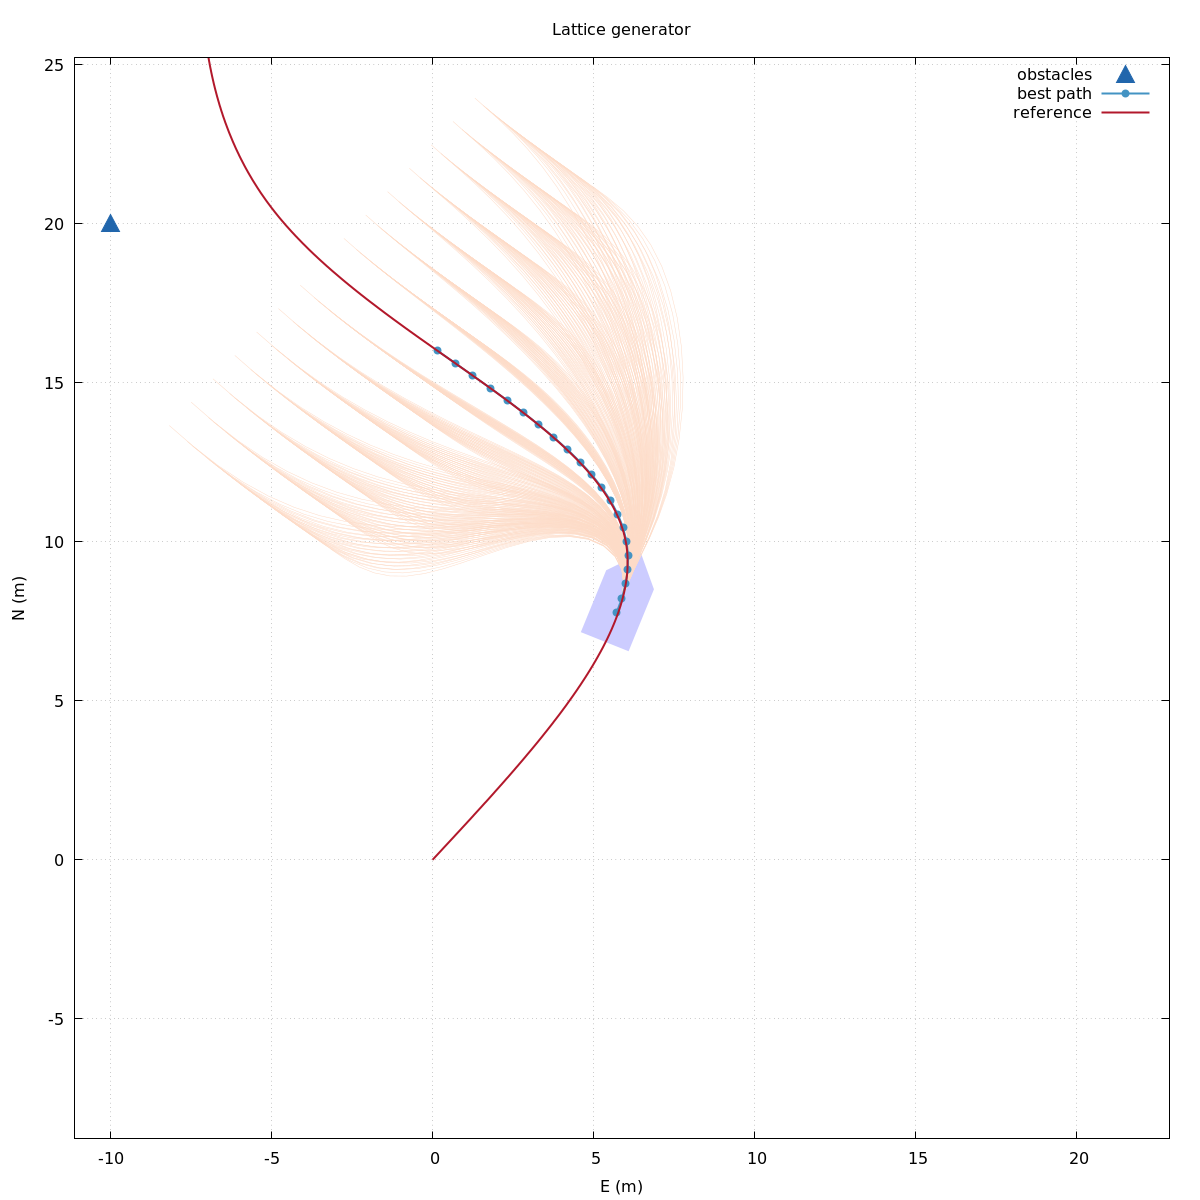 Lattice generator
obstacles
best path
reference
25
20
15
10
5
0
-5
N (m)
-10 -5 0 5 10 15 20
E (m)